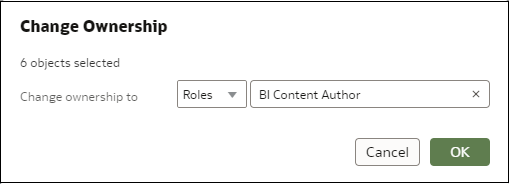 Change Ownership
6 objects selected
Change ownership to Roles BI Content Author ×
Cancel OK